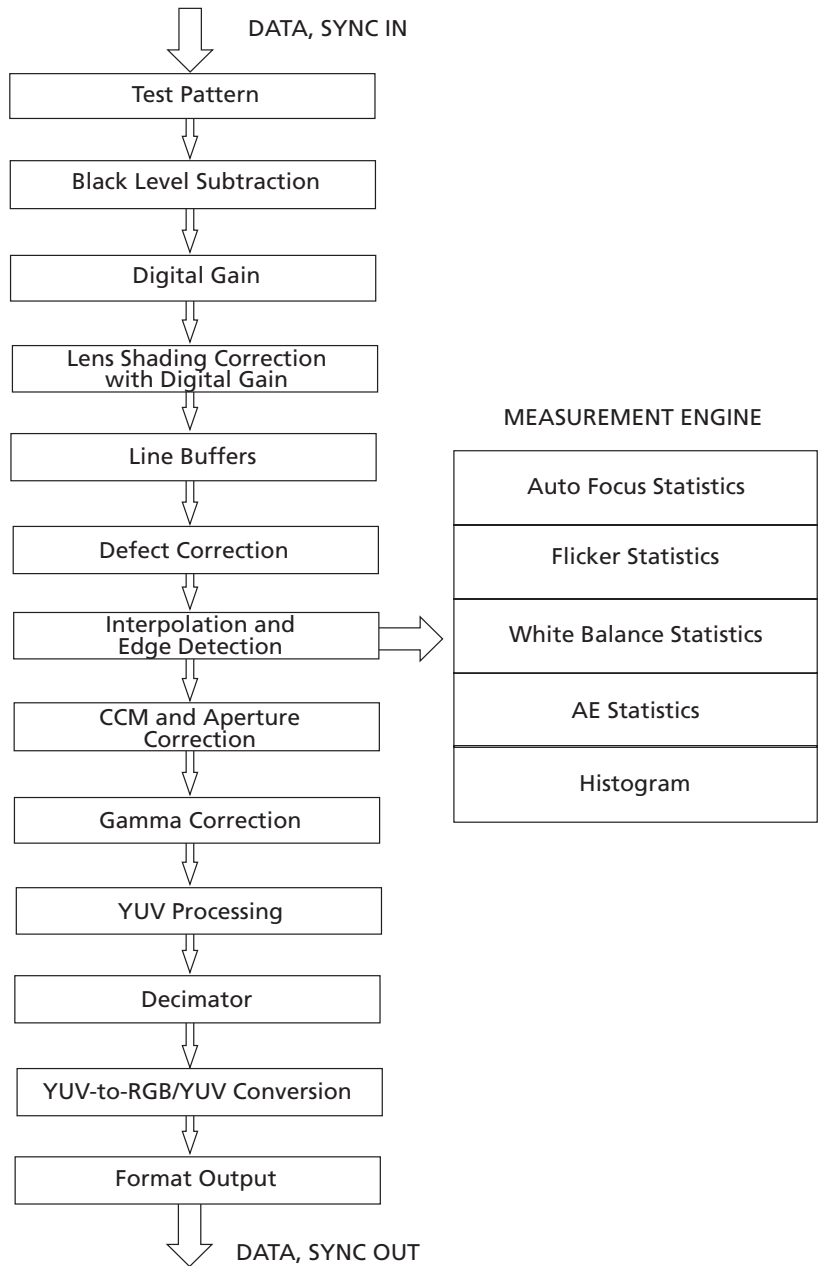 DATA, SYNC IN
Test Pattern
Black Level Subtraction
Digital Gain
Lens Shading Correction
with Digital Gain
Line Buffers
Defect Correction
Interpolation and
Edge Detection
CCM and Aperture
Correction
Gamma Correction
YUV Processing
Decimator
YUV-to-RGB/YUV Conversion
Format Output
DATA, SYNC OUT
MEASUREMENT ENGINE
Auto Focus Statistics
Flicker Statistics
White Balance Statistics
AE Statistics
Histogram